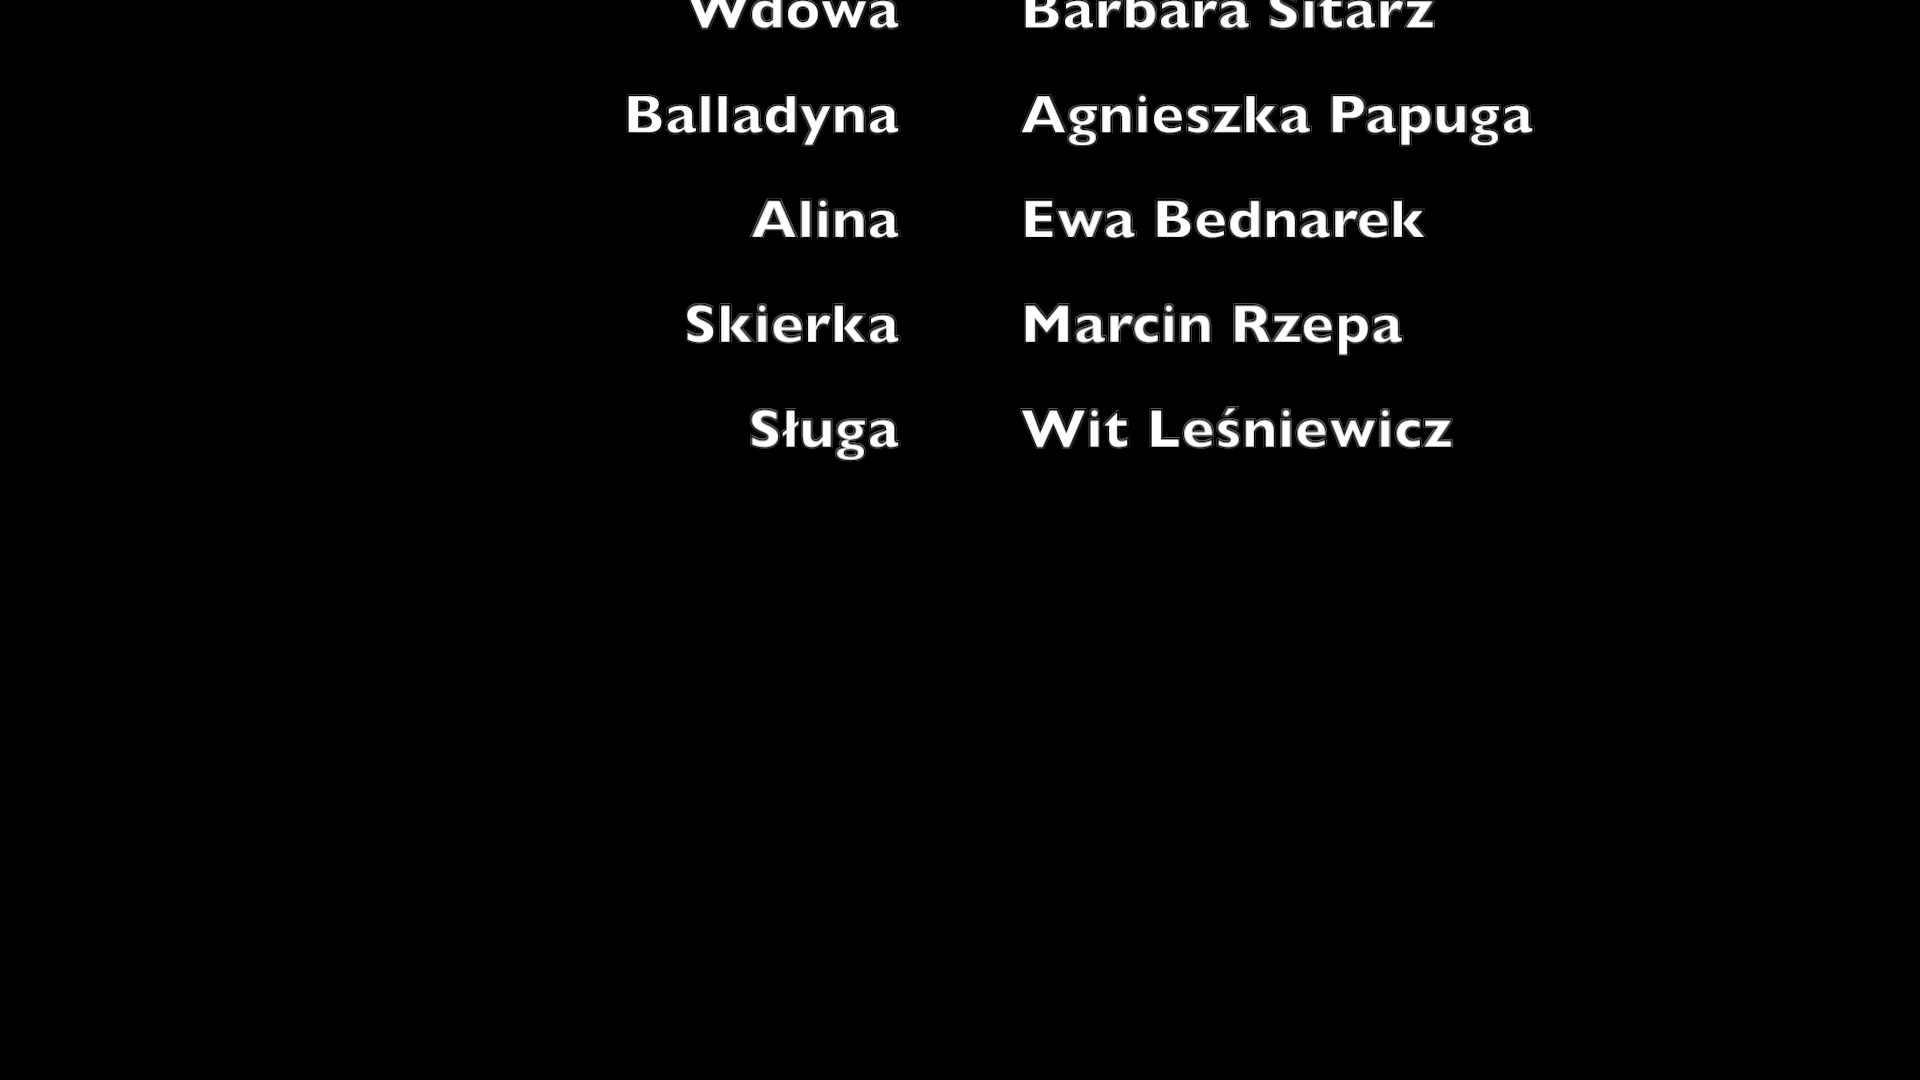 Wdowa Barbara Sitarz
Balladyna Agnieszka Papuga
Alina Ewa Bednarek
Skierka Marcin Rzepa
Sługa Wit Leśniewicz